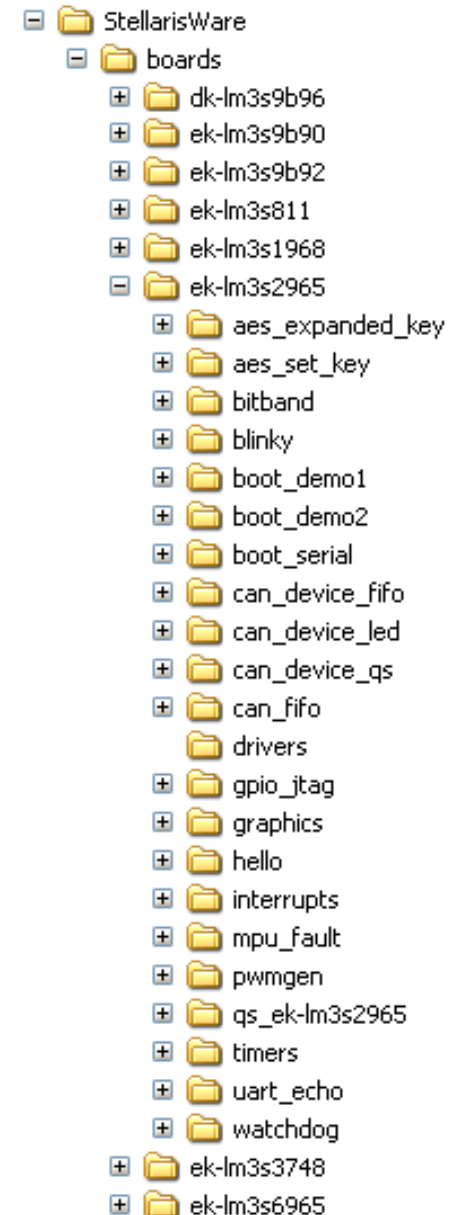 StellarisWare
boards
dk-lm3s9b96
ek-lm3s9b90
ek-lm3s9b92
ek-lm3s811
ek-lm3s1968
ek-lm3s2965
aes_expanded_key
aes_set_key
bitband
blinky
boot_demo1
boot_demo2
boot_serial
can_device_fifo
can_device_led
can_device_qs
can_fifo
drivers
gpio_jtag
graphics
hello
interrupts
mpu_fault
pwmgen
qs_ek-lm3s2965
timers
uart_echo
watchdog
ek-lm3s3748
ek-lm3s6965